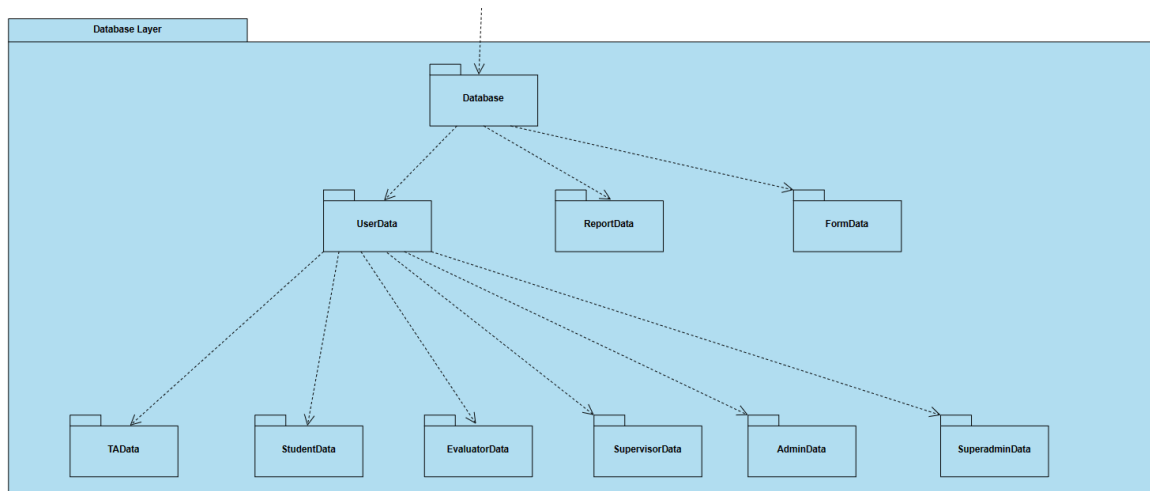 Database Layer
Database
UserData
ReportData
FormData
TAData
StudentData
EvaluatorData
SupervisorData
AdminData
SuperadminData